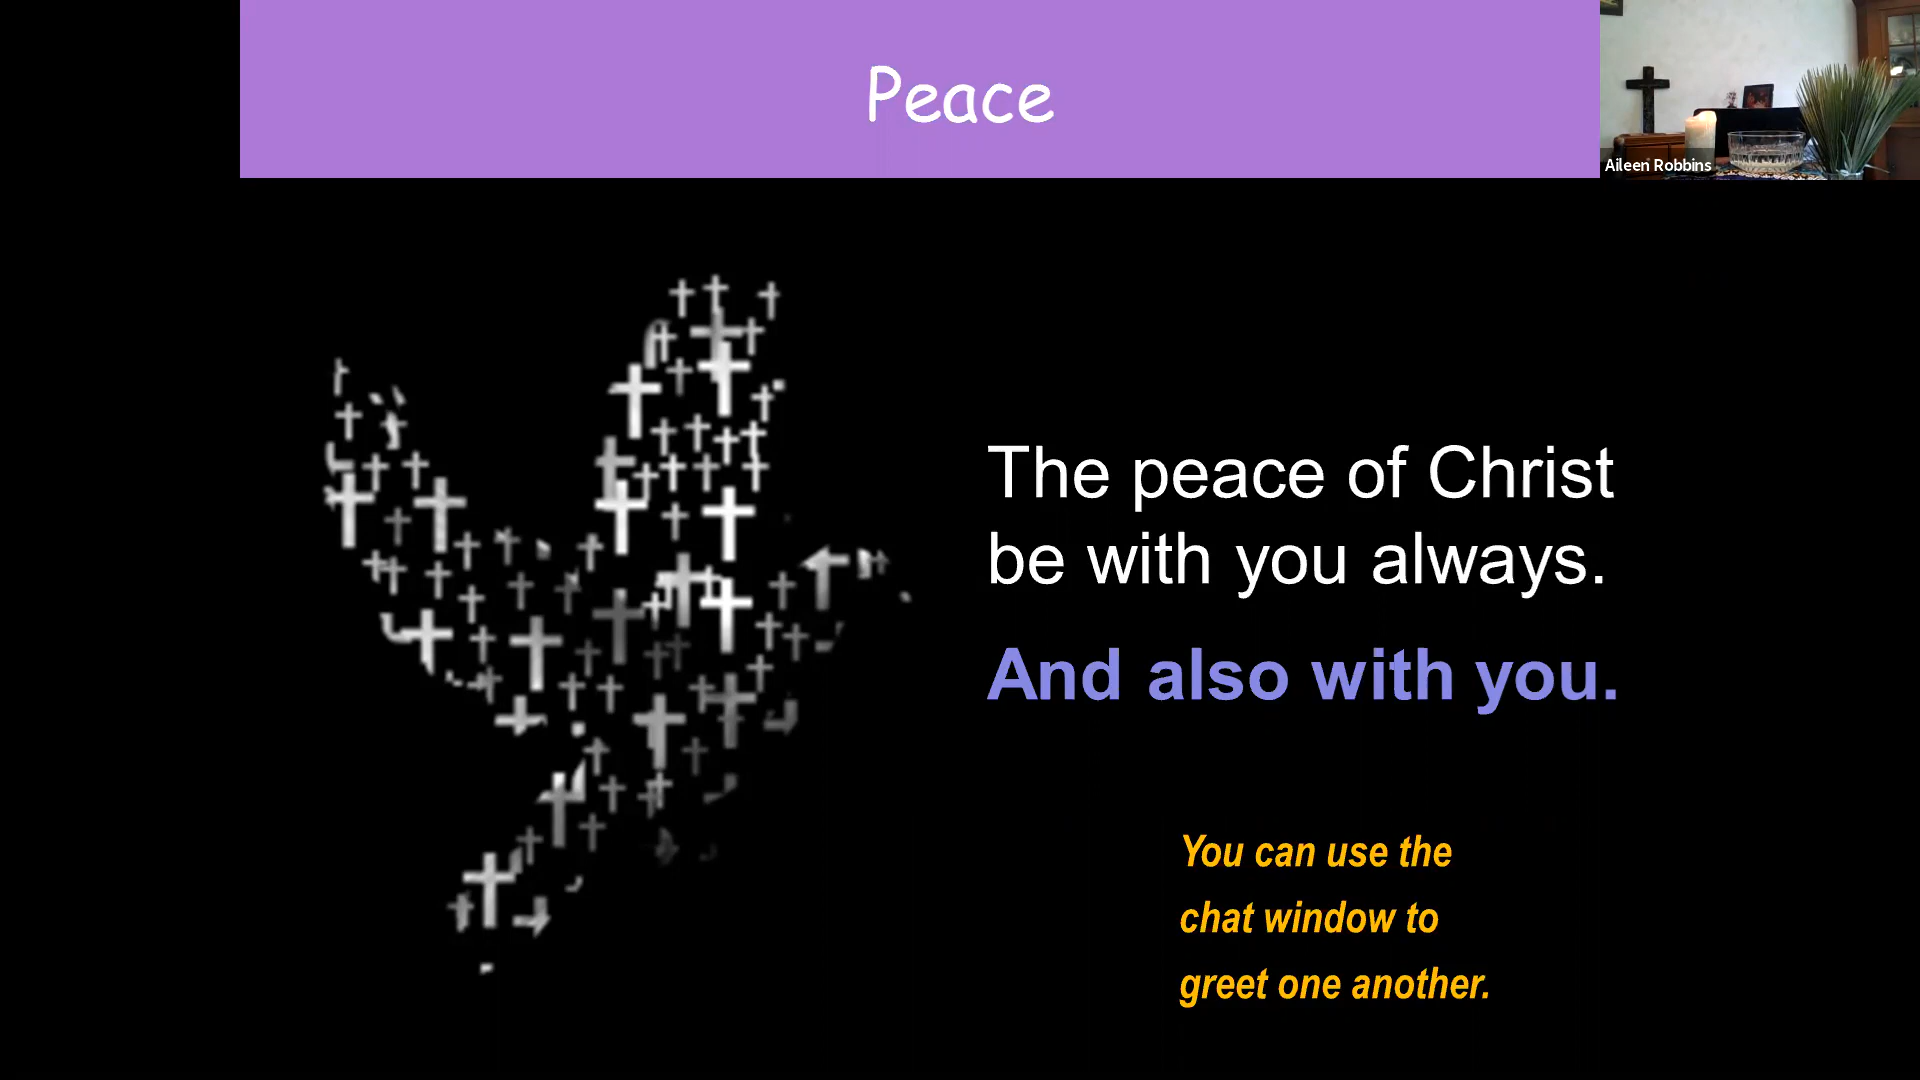 Peace
Aileen Robbins
The peace of Christ
be with you always.
And also with you.
You can use the
chat window to
greet one another.